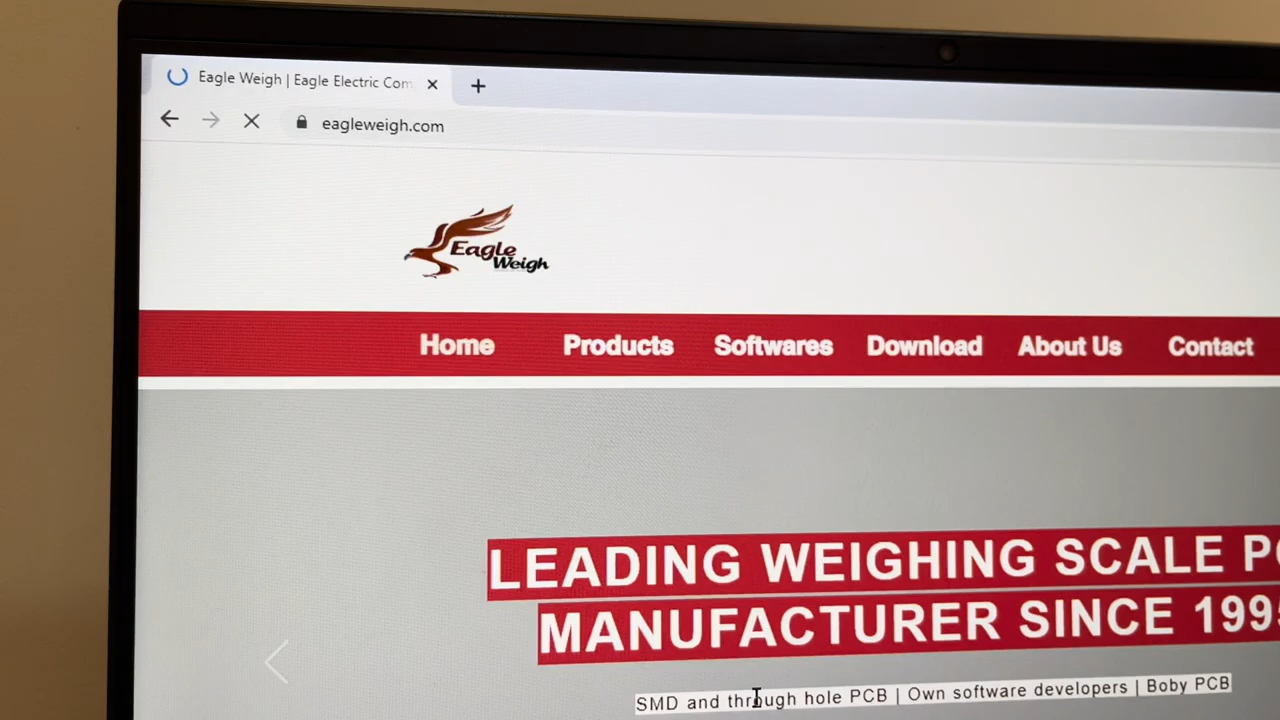 Eagle Weigh | Eagle Electric Com
eagleweigh.com
Eagle
Weigh
Home Products Softwares Download About Us Contact
LEADING WEIGHING SCALE
MANUFACTURER SINCE 1995
SMD and through hole PCB | Own software developers | Boby PCB